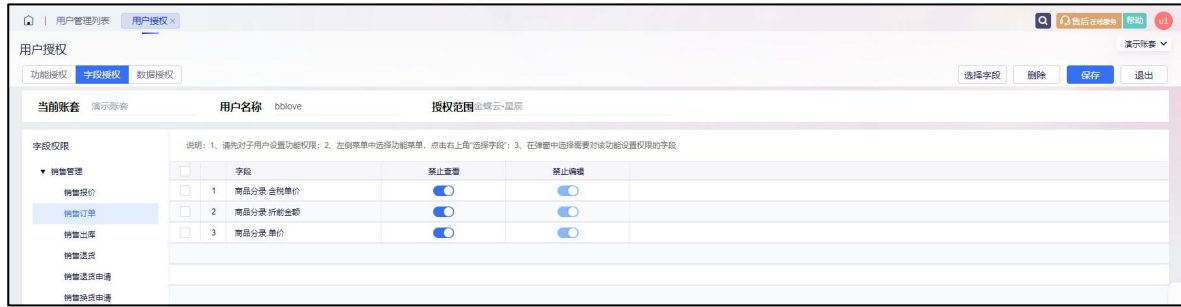 用户管理列表 用户授权 × 售后在线服务 帮助 u1
用户授权 演示账套
功能授权 字段授权 数据授权 选择字段 删除 保存 退出
当前账套 演示账套 用户名称 bblove 授权范围 金蝶云•星辰
字段权限 说明：1、请先对子用户设置功能权限；2、左侧菜单中选择功能菜单，点击右上角“选择字段”；3、在弹窗中选择需要对该功能设置权限的字段
销售管理 字段 禁止查看 禁止编辑
销售报价 1 商品分录.含税单价
销售订单 2 商品分录.折前金额
销售出库 3 商品分录.单价
销售退货
销售退货申请
销售换货申请